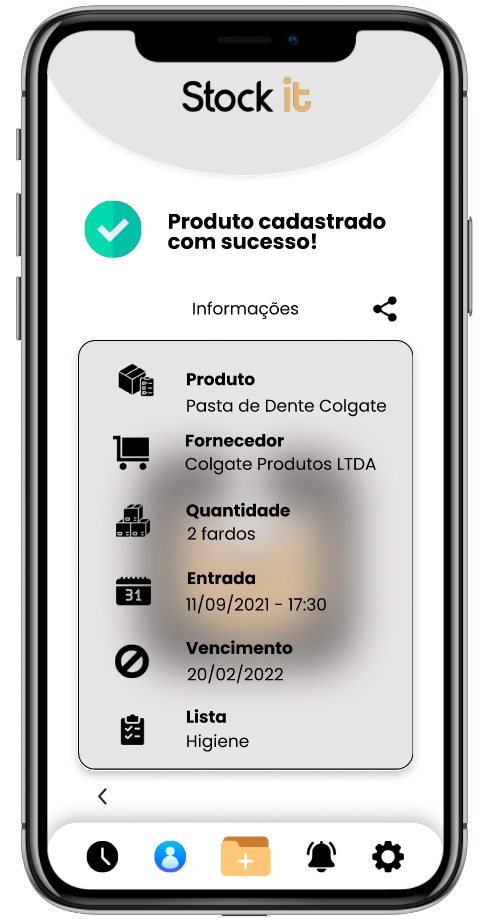 Stock it
Produto cadastrado
com sucesso!
Informações
Produto
Pasta de Dente Colgate
Fornecedor
Colgate Produtos LTDA
Quantidade
2 fardos
Entrada
31
11/09/2021 - 17:30
Vencimento
20/02/2022
Lista
Higiene